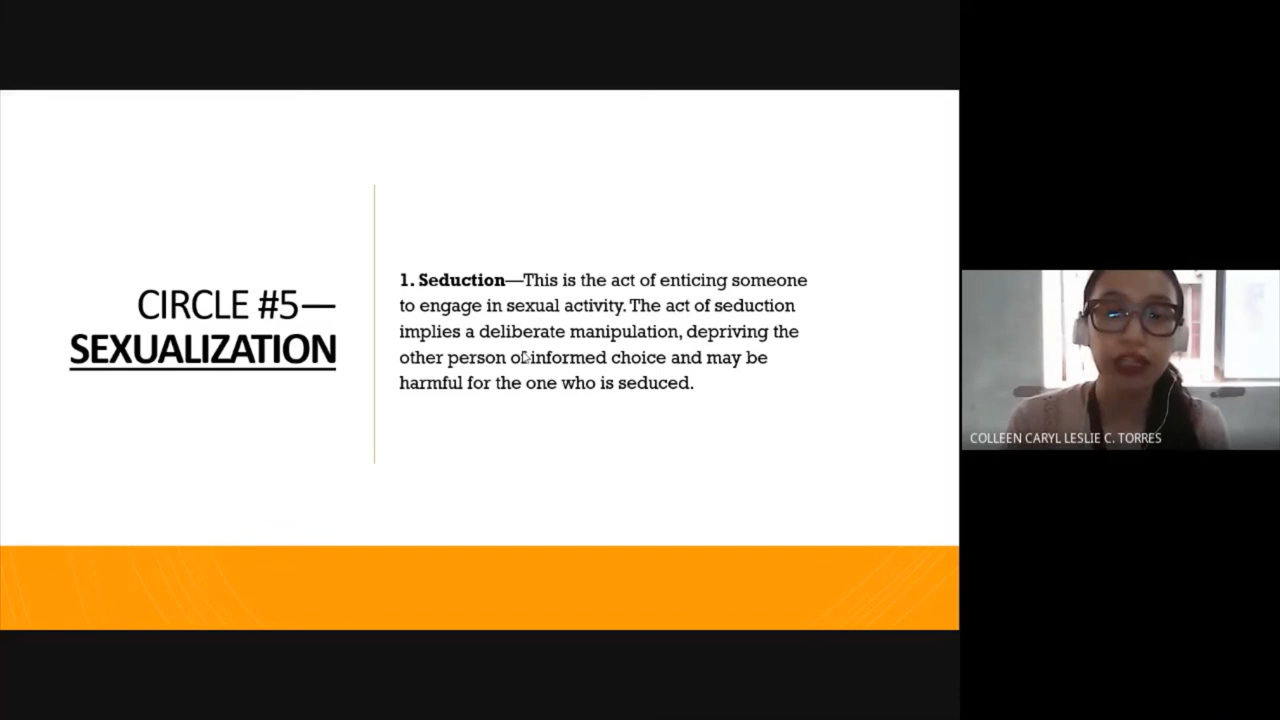 CIRCLE #5—
SEXUALIZATION
1. Seduction—This is the act of enticing someone
to engage in sexual activity. The act of seduction
implies a deliberate manipulation, depriving the
other person of informed choice and may be
harmful for the one who is seduced.
COLLEEN CARYL LESLIE C. TORRES